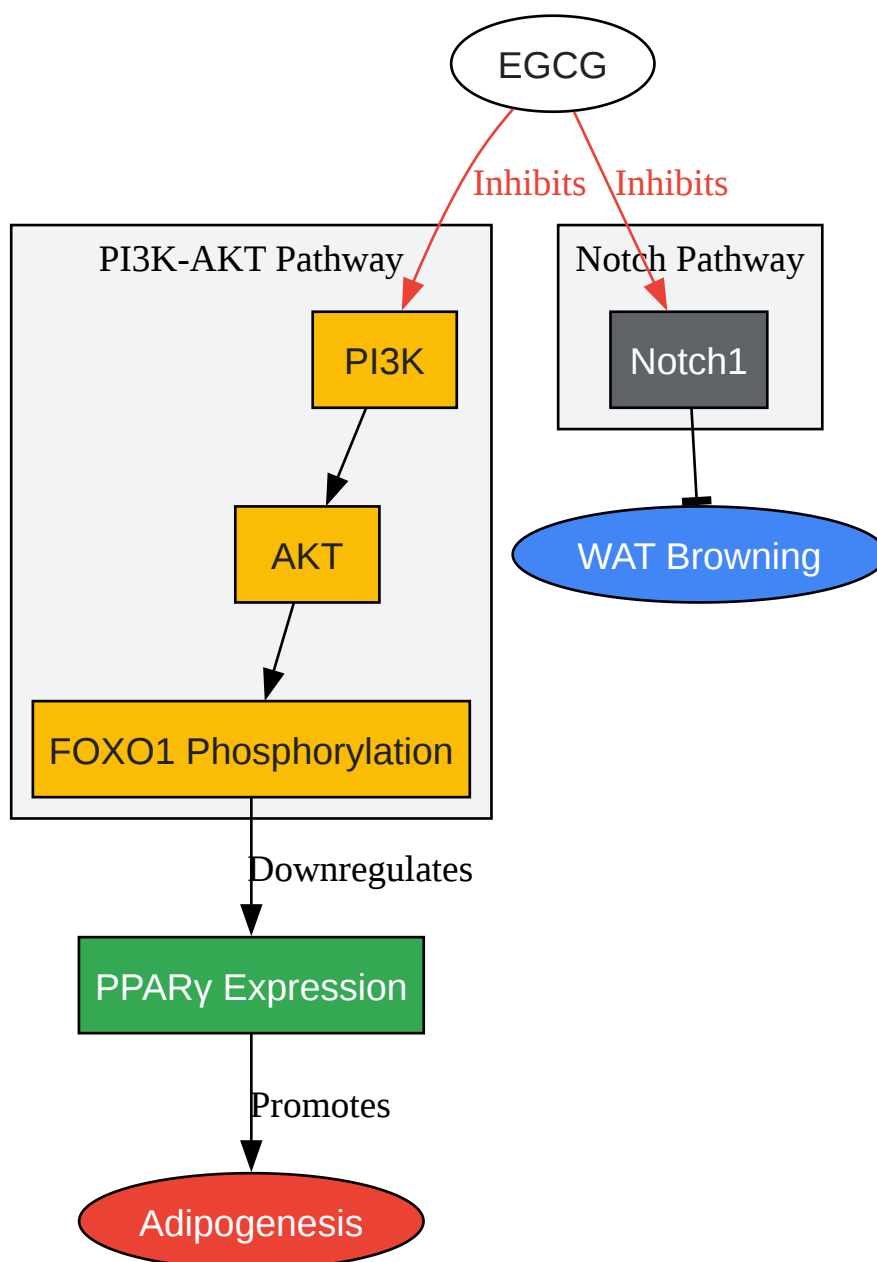 EGCG
Inhibits
Inhibits
PI3K-AKT Pathway
Notch Pathway
PI3K
Notch1
AKT
WAT Browning
FOXO1 Phosphorylation
Downregulates
PPARγ Expression
Promotes
Adipogenesis